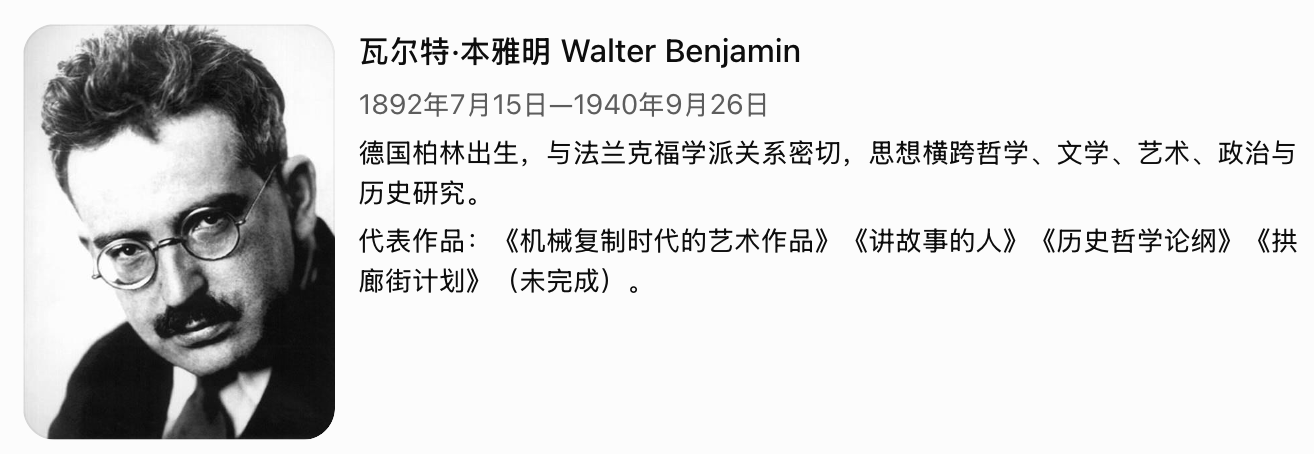 瓦尔特·本雅明 Walter Benjamin
1892年7月15日—1940年9月26日
德国柏林出生，与法兰克福学派关系密切，思想横跨哲学、文学、艺术、政治与
历史研究。
代表作品：《机械复制时代的艺术作品》《讲故事的人》《历史哲学论纲》《拱
廊街计划》（未完成）。